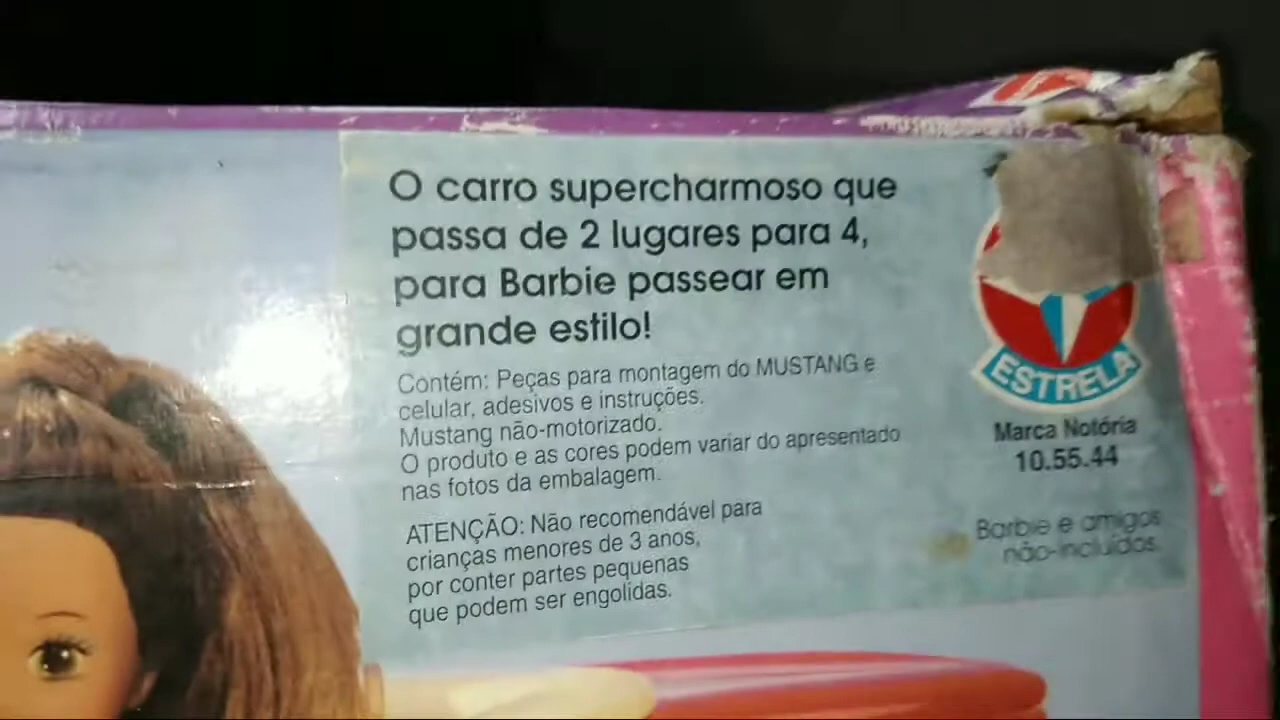 O carro supercharmoso que
passa de 2 lugares para 4,
para Barbie passear em
grande estilo!
Contém: Peças para montagem do MUSTANG e
celular, adesivos e instruções.
Mustang não-motorizado.
O produto e as cores podem variar do apresentado
nas fotos da embalagem.
ATENÇÃO: Não recomendável para
crianças menores de 3 anos,
por conter partes pequenas
que podem ser engolidas.
ESTRELA
Marca Notória
10.55.44
Barbie e amigos
não-incluídos.